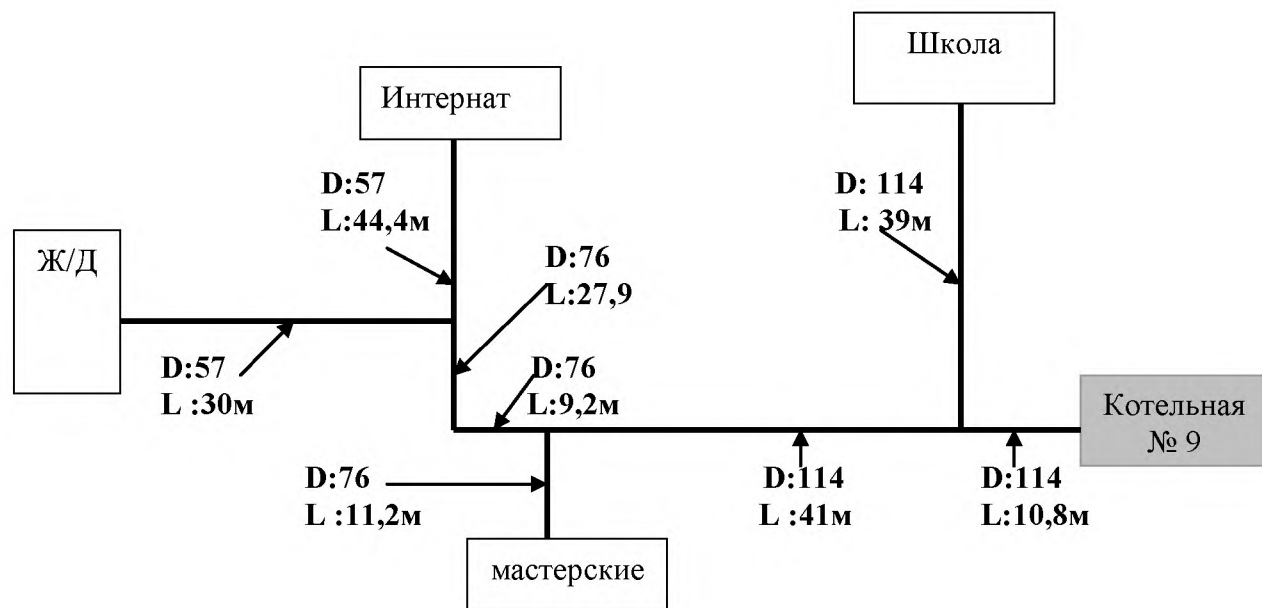 Школа
Интернат
D:57
L:44,4м
D: 114
L: 39м
Ж/Д
D:76
L:27,9
D:57
L :30м
D:76
L:9,2м
Котельная
№ 9
D:76
L :11,2м
D:114
L :41м
D:114
L:10,8м
мастерские